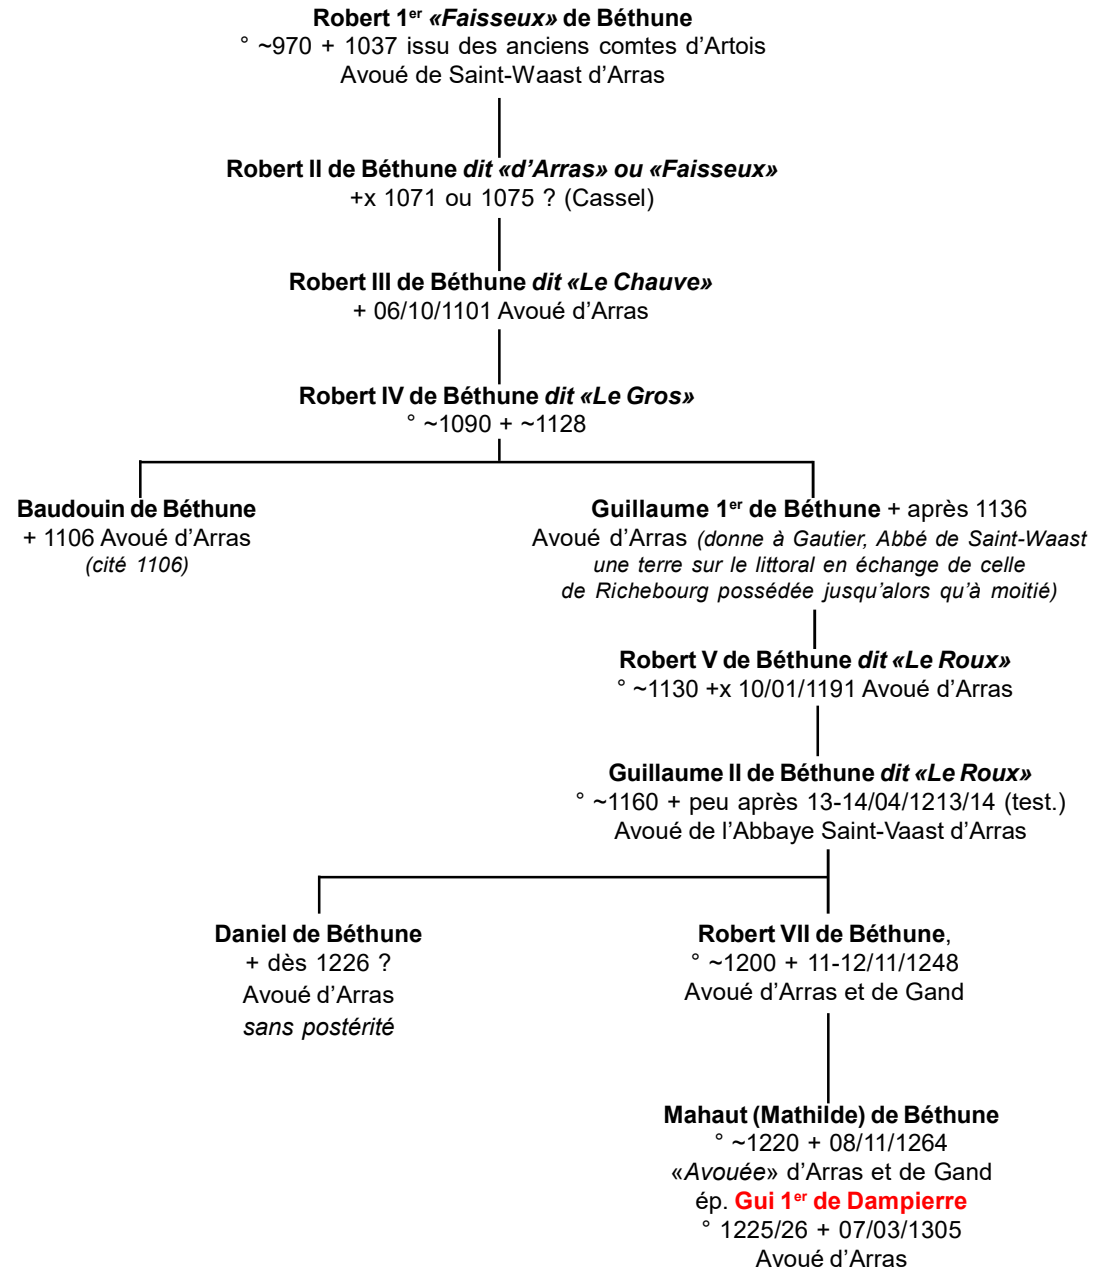 Robert 1er «Faisseux» de Béthune
° ~970 + 1037 issu des anciens comtes d'Artois
Avoué de Saint-Waast d'Arras
Robert II de Béthune dit «d'Arras» ou «Faisseux»
+x 1071 ou 1075 ? (Cassel)
Robert III de Béthune dit «Le Chauve»
+ 06/10/1101 Avoué d'Arras
Robert IV de Béthune dit «Le Gros»
° ~1090 + ~1128
Baudouin de Béthune
+ 1106 Avoué d'Arras
(cité 1106)
Guillaume 1er de Béthune + après 1136
Avoué d'Arras (donne à Gautier, Abbé de Saint-Waast
une terre sur le littoral en échange de celle
de Richebourg possédée jusqu'alors qu'à moitié)
Robert V de Béthune dit «Le Roux»
° ~1130 +x 10/01/1191 Avoué d'Arras
Guillaume II de Béthune dit «Le Roux»
° ~1160 + peu après 13-14/04/1213/14 (test.)
Avoué de l'Abbaye Saint-Vaast d'Arras
Daniel de Béthune
+ dès 1226 ?
Avoué d'Arras
sans postérité
Robert VII de Béthune,
° ~1200 + 11-12/11/1248
Avoué d'Arras et de Gand
Mahaut (Mathilde) de Béthune
° ~1220 + 08/11/1264
«Avouée» d'Arras et de Gand
ép. Gui 1er de Dampierre
° 1225/26 + 07/03/1305
Avoué d'Arras